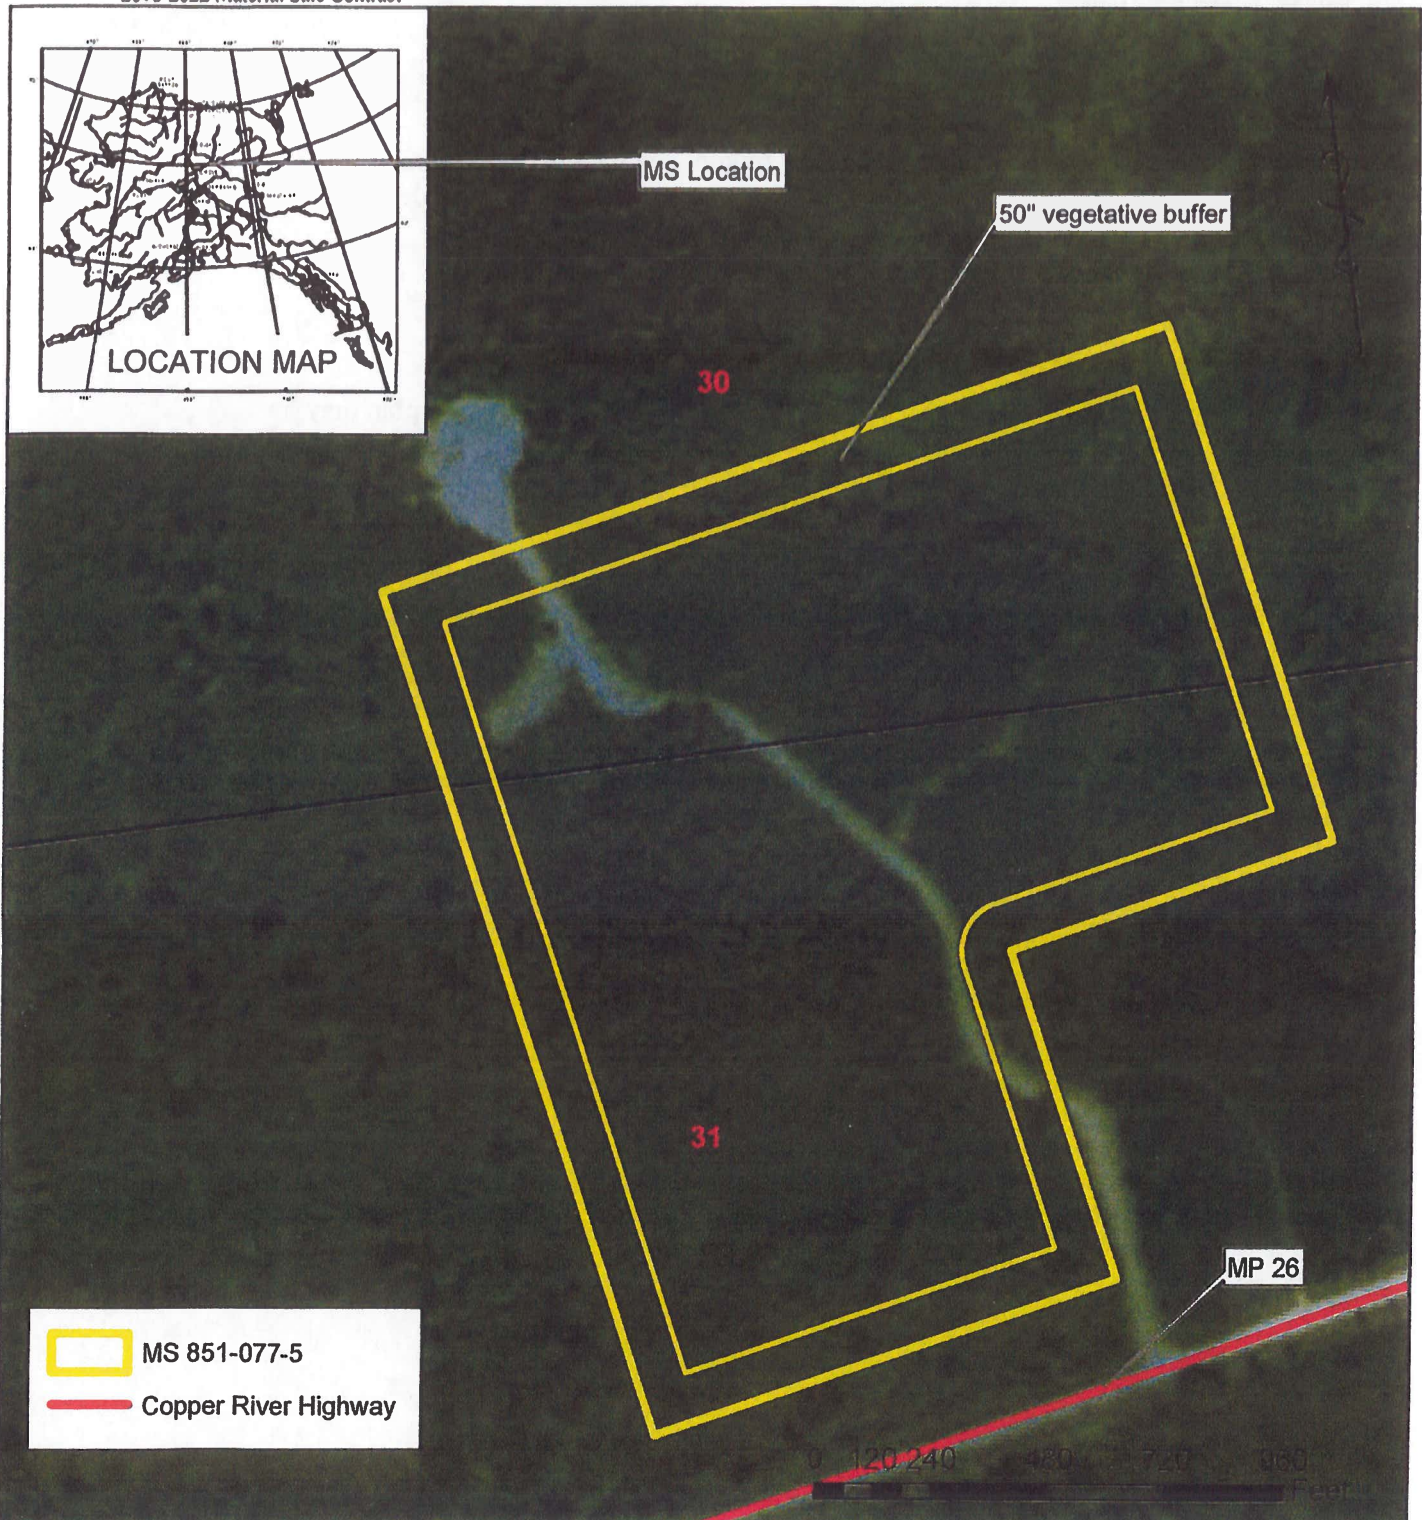 MS Location
50" vegetative buffer
LOCATION MAP
30
31
MP 26
MS 851-077-5
Copper River Highway
0 120 240 480 720 960
Feet